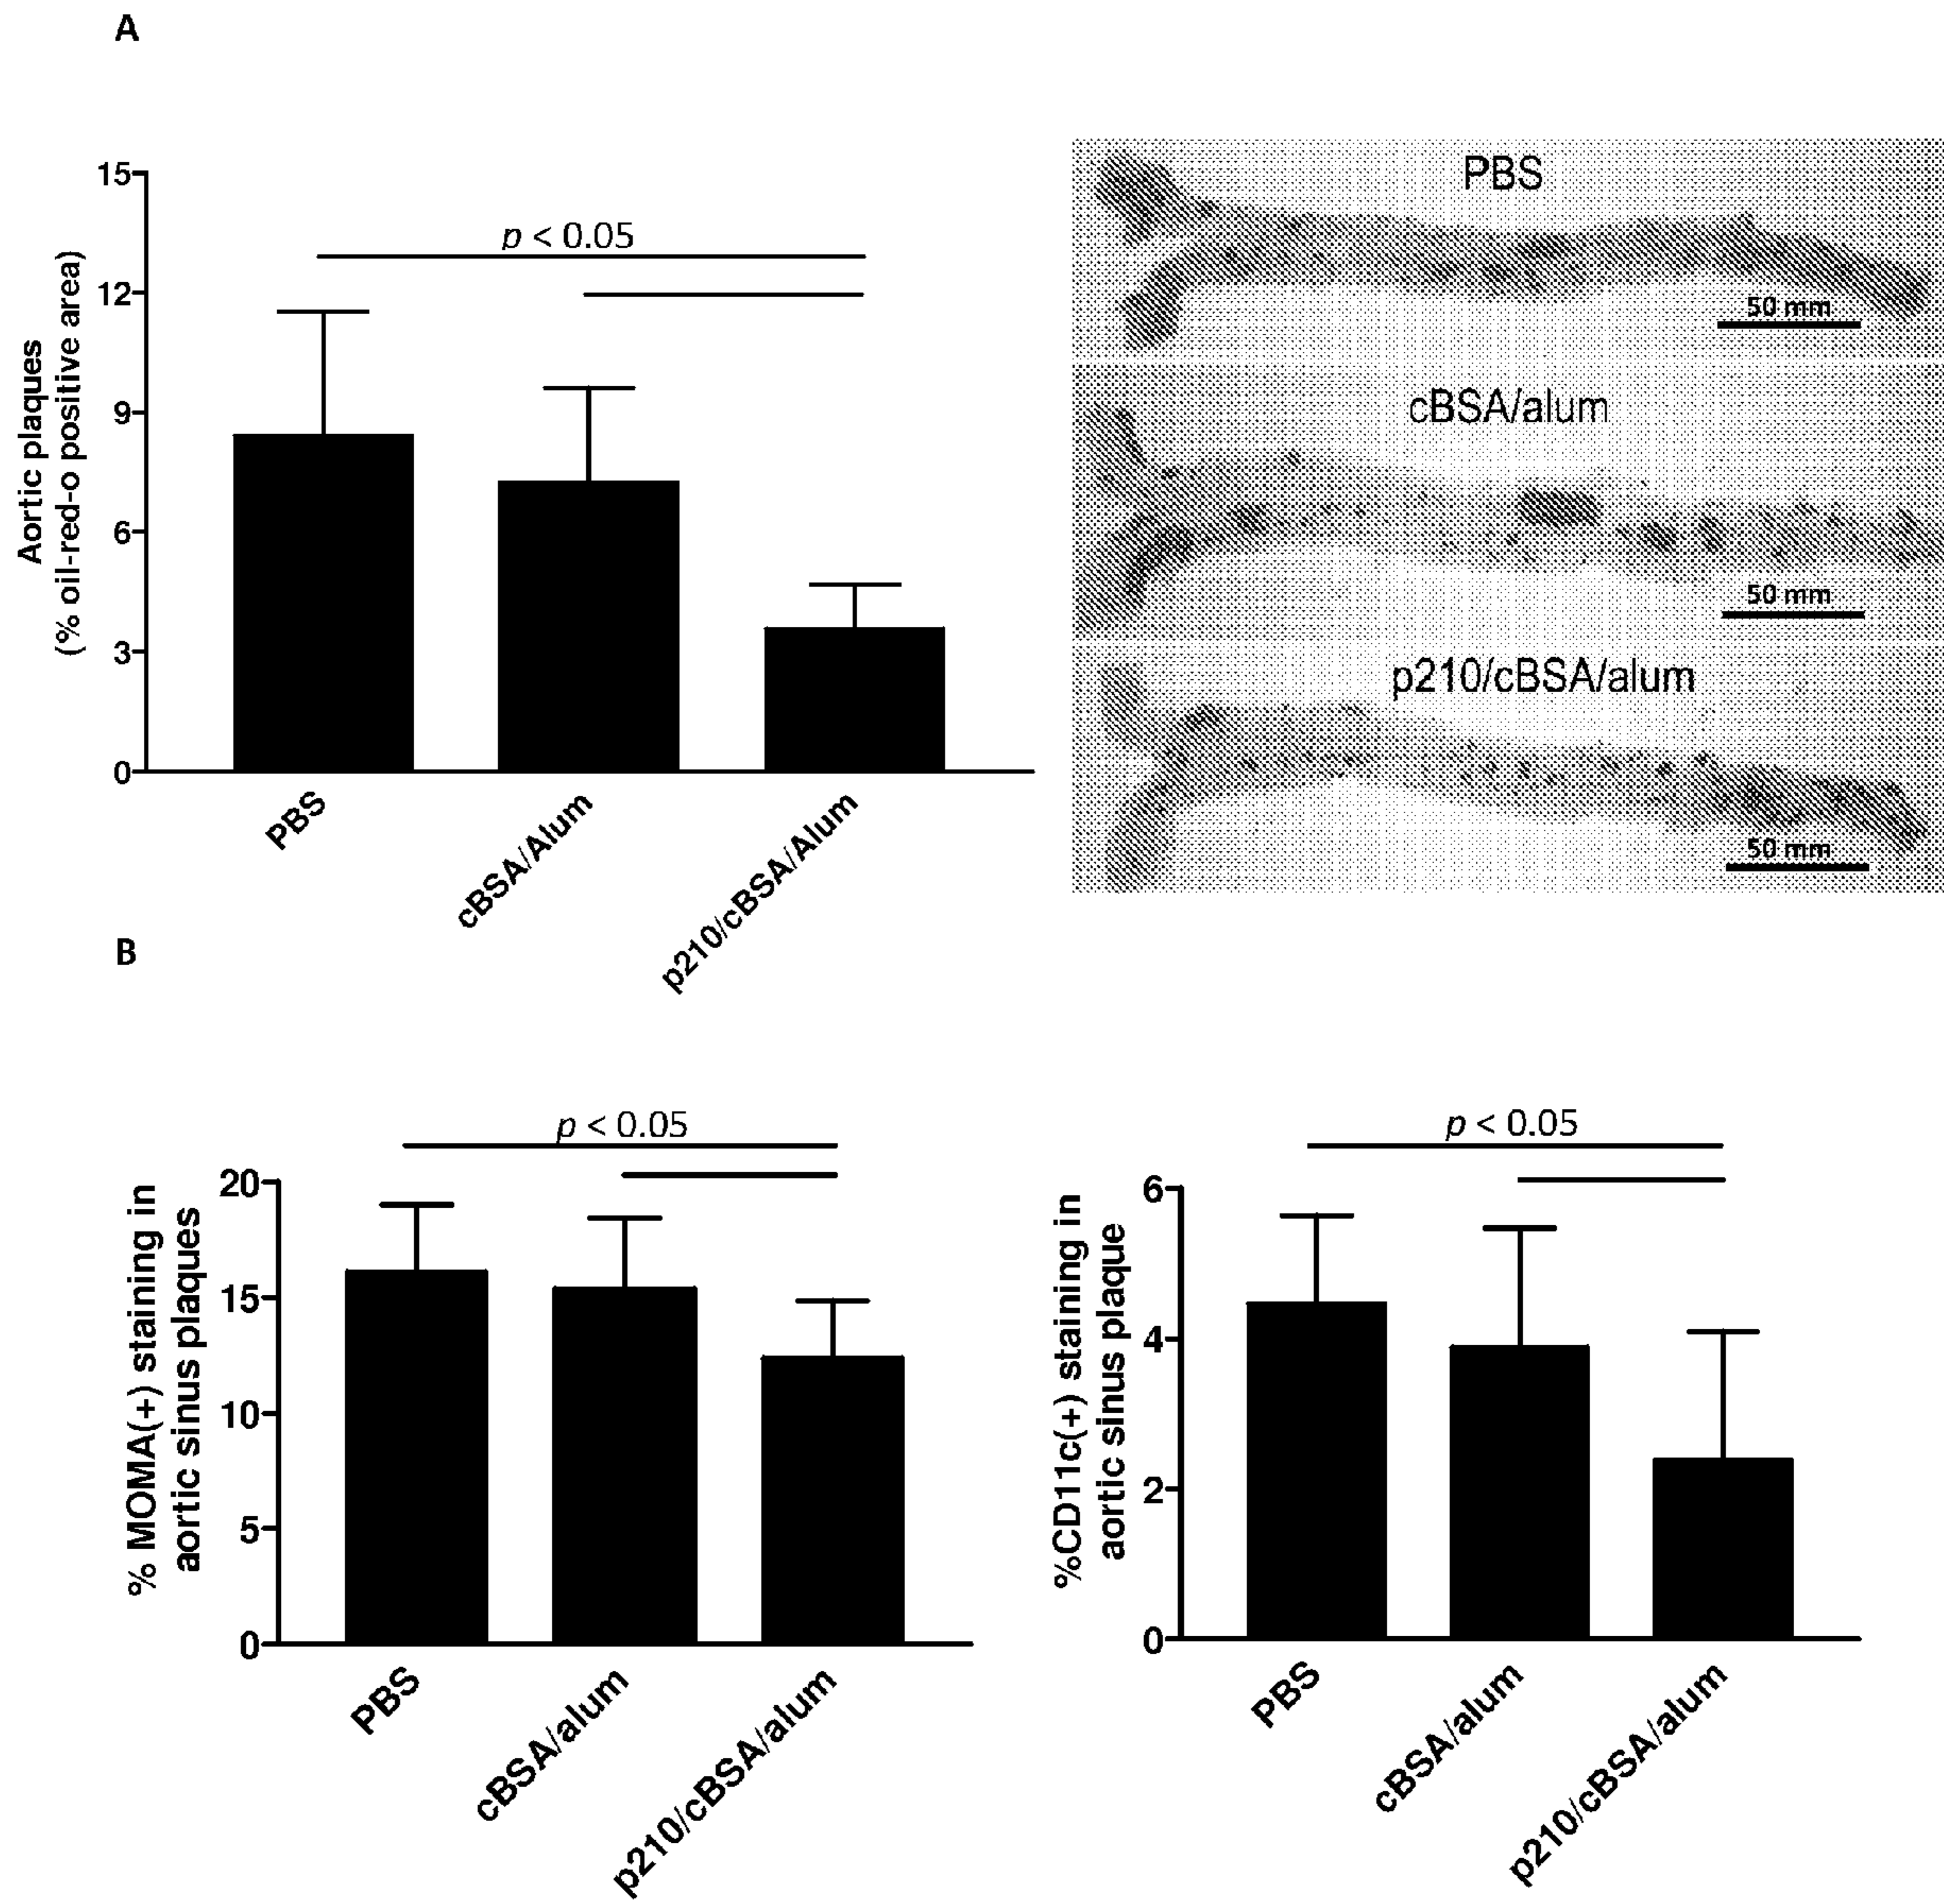 A
Aortic plaques
(% oil-red-o positive area)
15
12
9
6
3
0
p < 0.05
PBS
cBSA/Alum
p210/cBSA/Alum
PBS
50 mm
cBSA/alum
50 mm
p210/cBSA/alum
50 mm
B
% MOMA(+) staining in
aortic sinus plaques
20
15
10
5
0
p < 0.05
PBS
cBSA/alum
p210/cBSA/alum
%CD11c(+) staining in
aortic sinus plaque
6
4
2
0
p < 0.05
PBS
cBSA/alum
p210/cBSA/alum